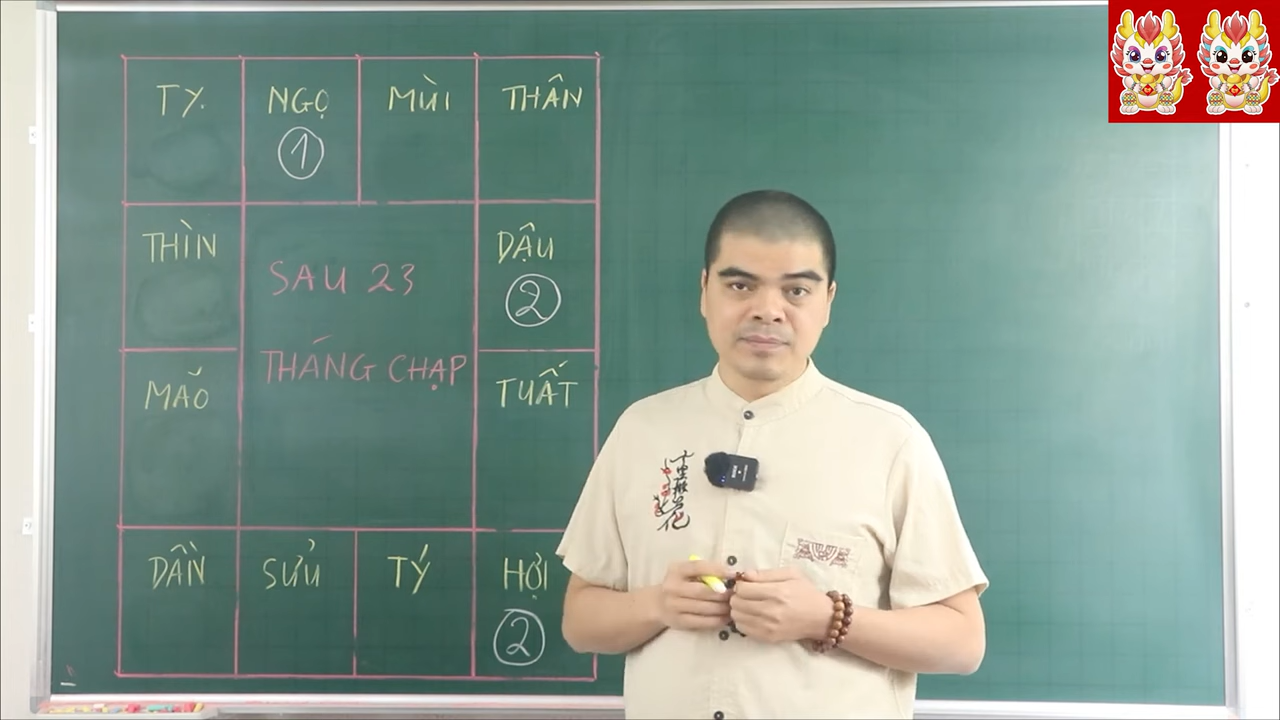 TỴ
NGỌ
MÙI
THÂN
①
THÌN
DẬU
②
SAU 23
THÁNG CHẠP
MÃO
TUẤT
DẦN
SỬU
TÝ
HỢI
②